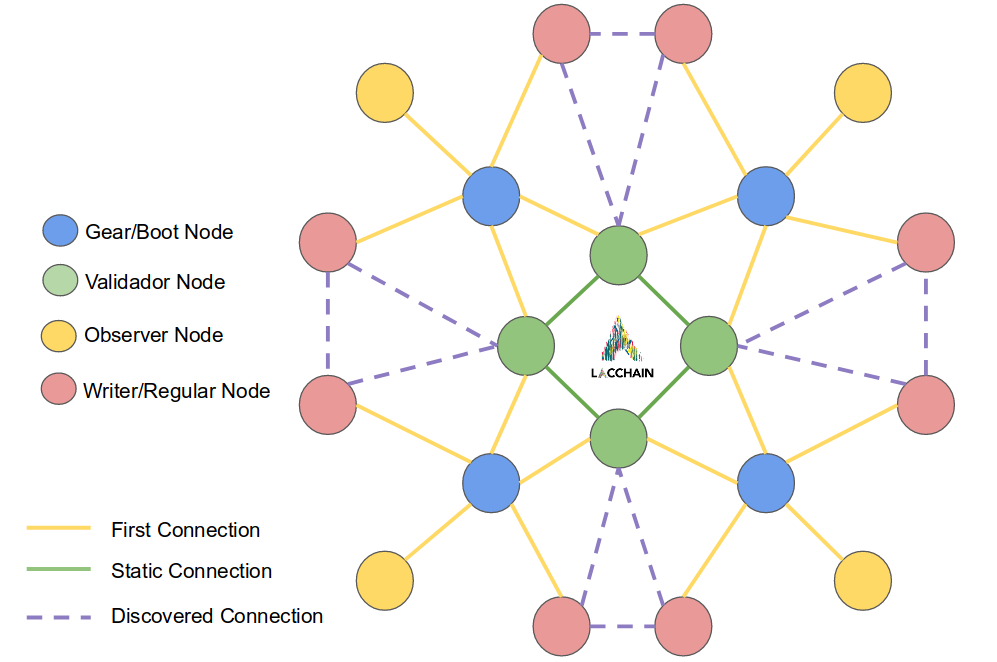 Gear/Boot Node
Validador Node
Observer Node
Writer/Regular Node
LACCHAIN
First Connection
Static Connection
Discovered Connection